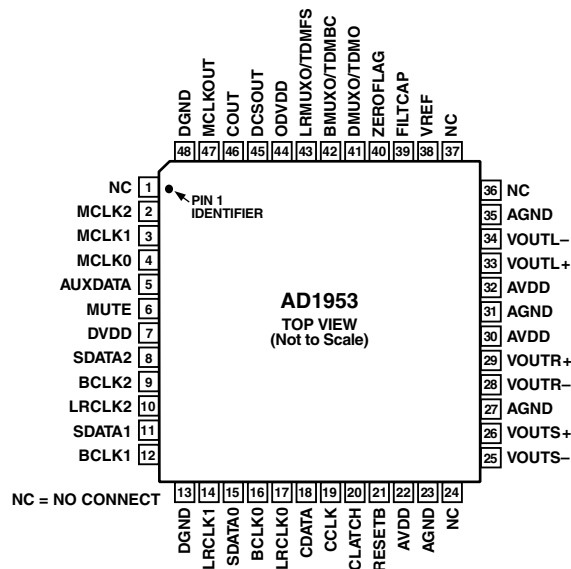 DGND
MCLKOUT
COUT
DCSOUT
ODVDD
LRMUXO/TDMFS
BMUXO/TDMBC
DMUXO/TDMO
ZEROFLAG
FILTCAP
VREF
NC
48 47 46 45 44 43 42 41 40 39 38 37
NC 1
MCLK2 2
MCLK1 3
MCLK0 4
AUXDATA 5
MUTE 6
DVDD 7
SDATA2 8
BCLK2 9
LRCLK2 10
SDATA1 11
BCLK1 12
PIN 1
IDENTIFIER
AD1953
TOP VIEW
(Not to Scale)
36 NC
35 AGND
34 VOUTL–
33 VOUTL+
32 AVDD
31 AGND
30 AVDD
29 VOUTR+
28 VOUTR–
27 AGND
26 VOUTS+
25 VOUTS–
NC = NO CONNECT
13 14 15 16 17 18 19 20 21 22 23 24
DGND
LRCLK1
SDATA0
BCLK0
LRCLK0
CDATA
CCLK
CLATCH
RESETB
AVDD
AGND
NC